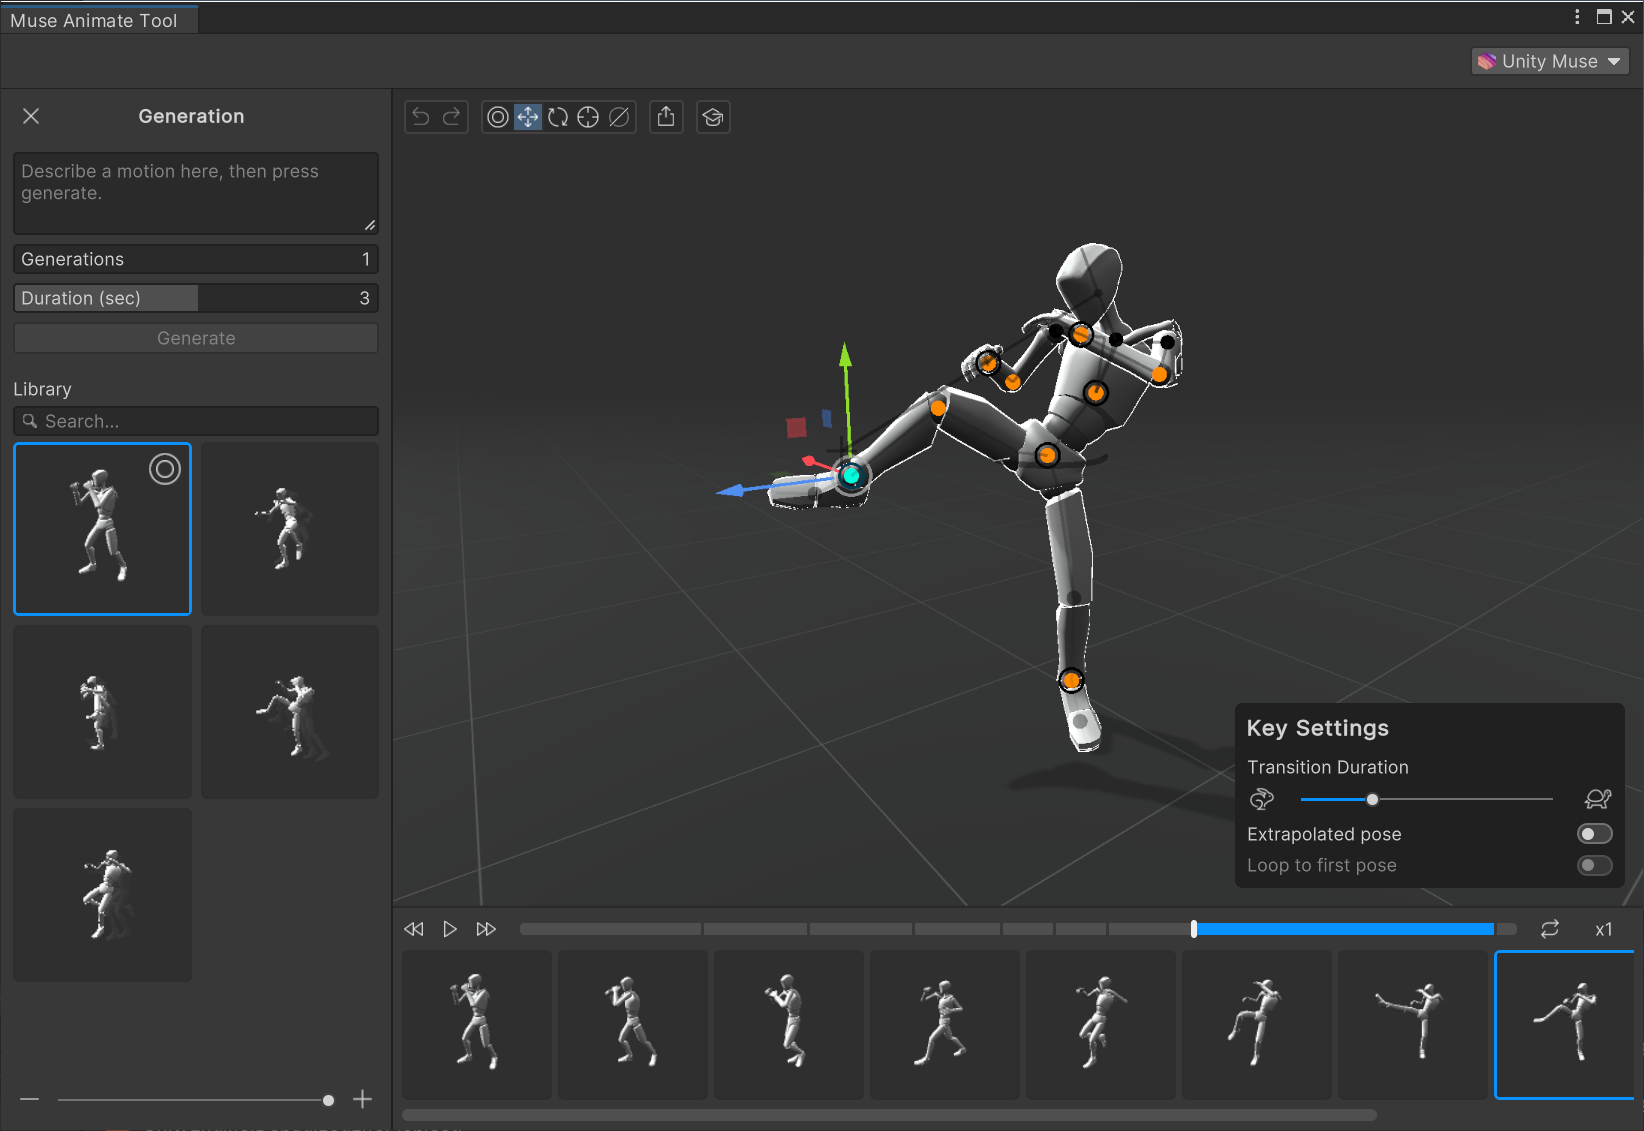 Muse Animate Tool
Unity Muse
Generation
Describe a motion here, then press
generate.
Generations 1
Duration (sec) 3
Generate
Library
Search...
Key Settings
Transition Duration
Extrapolated pose
Loop to first pose
x1